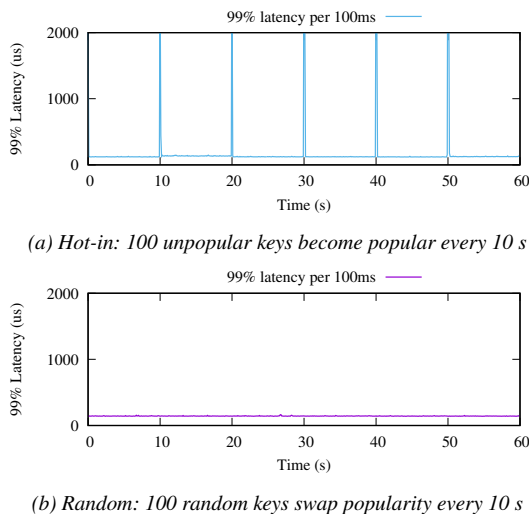 99% latency per 100ms
2000
1000
0
99% Latency (us)
0 10 20 30 40 50 60
Time (s)
(a) Hot-in: 100 unpopular keys become popular every 10 s
99% latency per 100ms
2000
1000
0
99% Latency (us)
0 10 20 30 40 50 60
Time (s)
(b) Random: 100 random keys swap popularity every 10 s